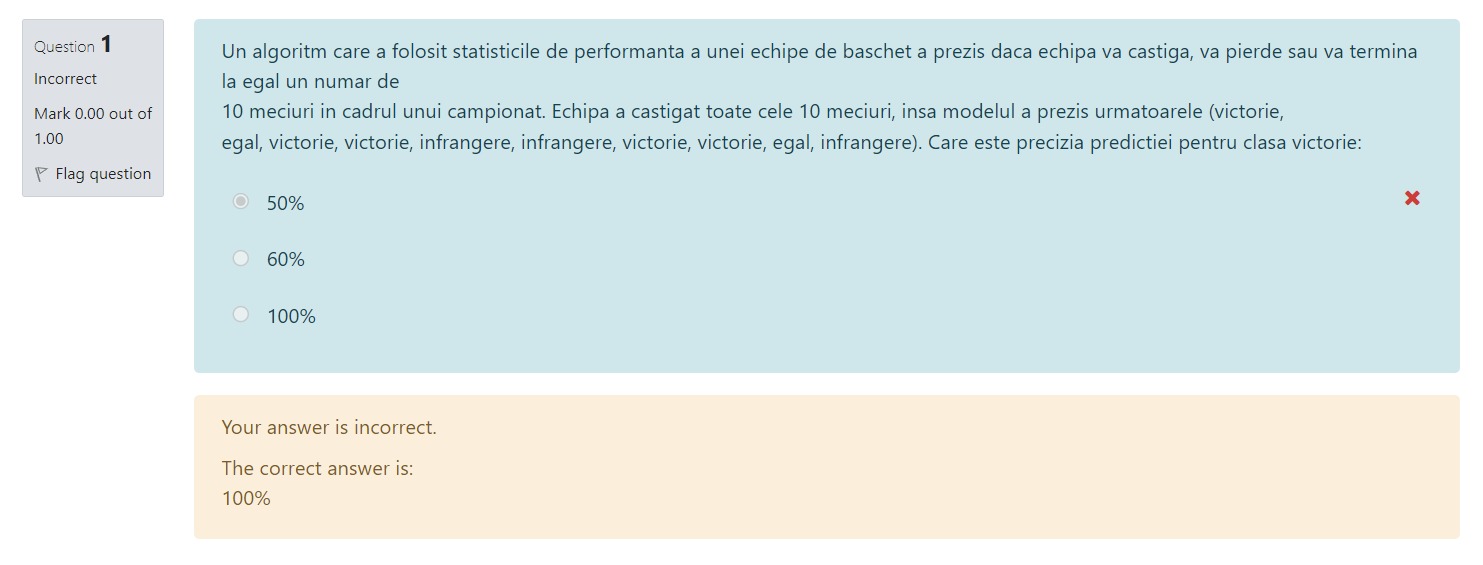 Question 1
Incorrect
Mark 0.00 out of
1.00
Flag question
Un algoritm care a folosit statisticile de performanta a unei echipe de baschet a prezis daca echipa va castiga, va pierde sau va termina
la egal un numar de
10 meciuri in cadrul unui campionat. Echipa a castigat toate cele 10 meciuri, insa modelul a prezis urmatoarele (victorie,
egal, victorie, victorie, infrangere, infrangere, victorie, victorie, egal, infrangere). Care este precizia predictiei pentru clasa victorie:
50%
60%
100%
Your answer is incorrect.
The correct answer is:
100%